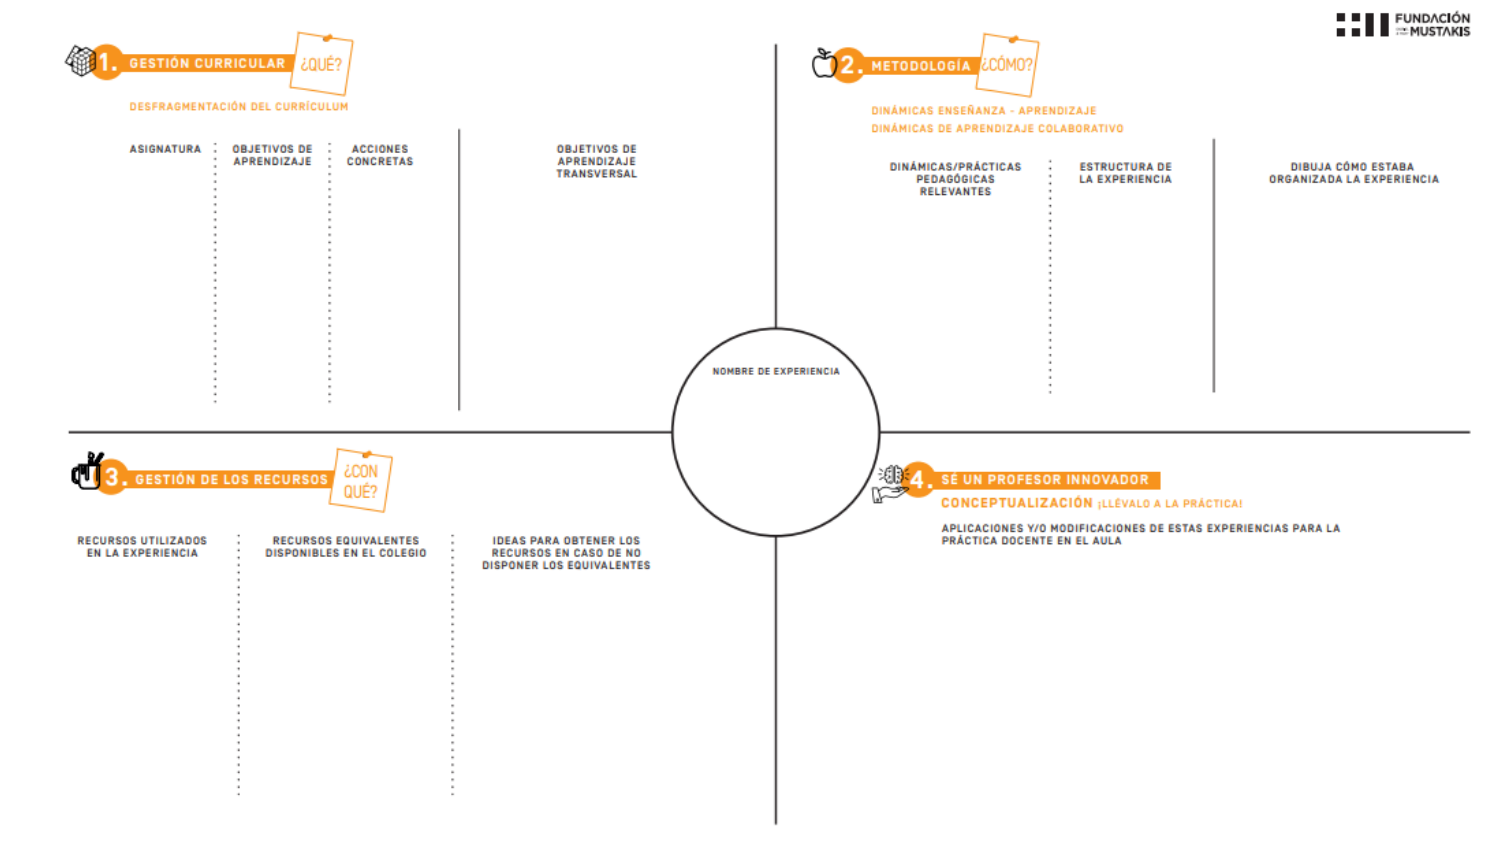 FUNDACIÓN
MUSTAKIS
1. GESTIÓN CURRICULAR ¿QUÉ?
DESFRAGMENTACIÓN DEL CURRÍCULUM
ASIGNATURA
OBJETIVOS DE
APRENDIZAJE
ACCIONES
CONCRETAS
OBJETIVOS DE
APRENDIZAJE
TRANSVERSAL
2. METODOLOGÍA ¿CÓMO?
DINÁMICAS ENSEÑANZA - APRENDIZAJE
DINÁMICAS DE APRENDIZAJE COLABORATIVO
DINÁMICAS/PRÁCTICAS
PEDAGÓGICAS
RELEVANTES
ESTRUCTURA DE
LA EXPERIENCIA
DIBUJA CÓMO ESTABA
ORGANIZADA LA EXPERIENCIA
NOMBRE DE EXPERIENCIA
3. GESTIÓN DE LOS RECURSOS
¿CON
QUÉ?
RECURSOS UTILIZADOS
EN LA EXPERIENCIA
RECURSOS EQUIVALENTES
DISPONIBLES EN EL COLEGIO
IDEAS PARA OBTENER LOS
RECURSOS EN CASO DE NO
DISPONER LOS EQUIVALENTES
4. SÉ UN PROFESOR INNOVADOR
CONCEPTUALIZACIÓN ¡LLÉVALO A LA PRÁCTICA!
APLICACIONES Y/O MODIFICACIONES DE ESTAS EXPERIENCIAS PARA LA
PRÁCTICA DOCENTE EN EL AULA